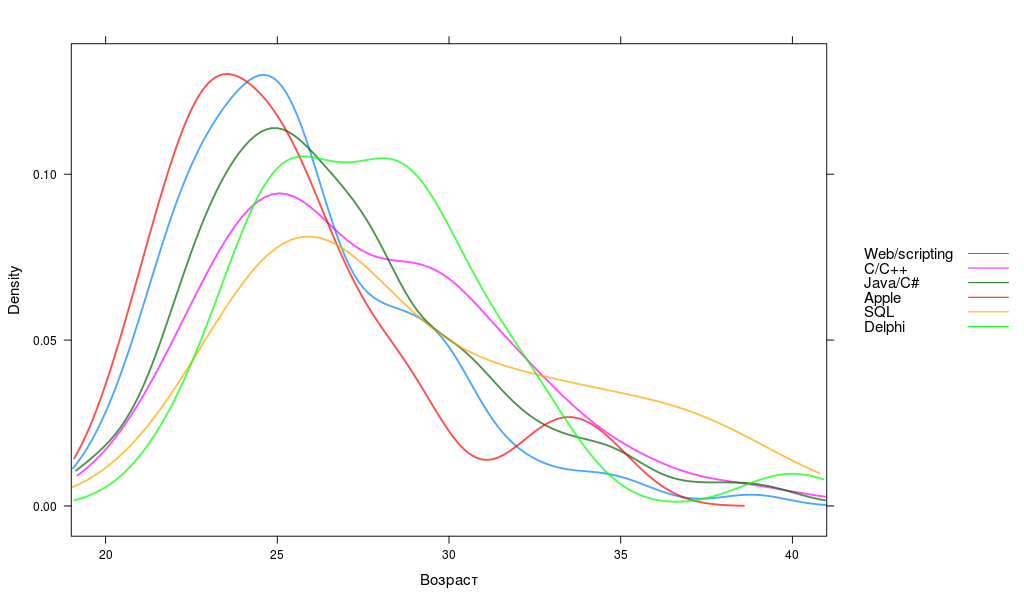 0.10
0.05
0.00
Density
20 25 30 35 40
Возраст
Web/scripting
C/C++
Java/C#
Apple
SQL
Delphi